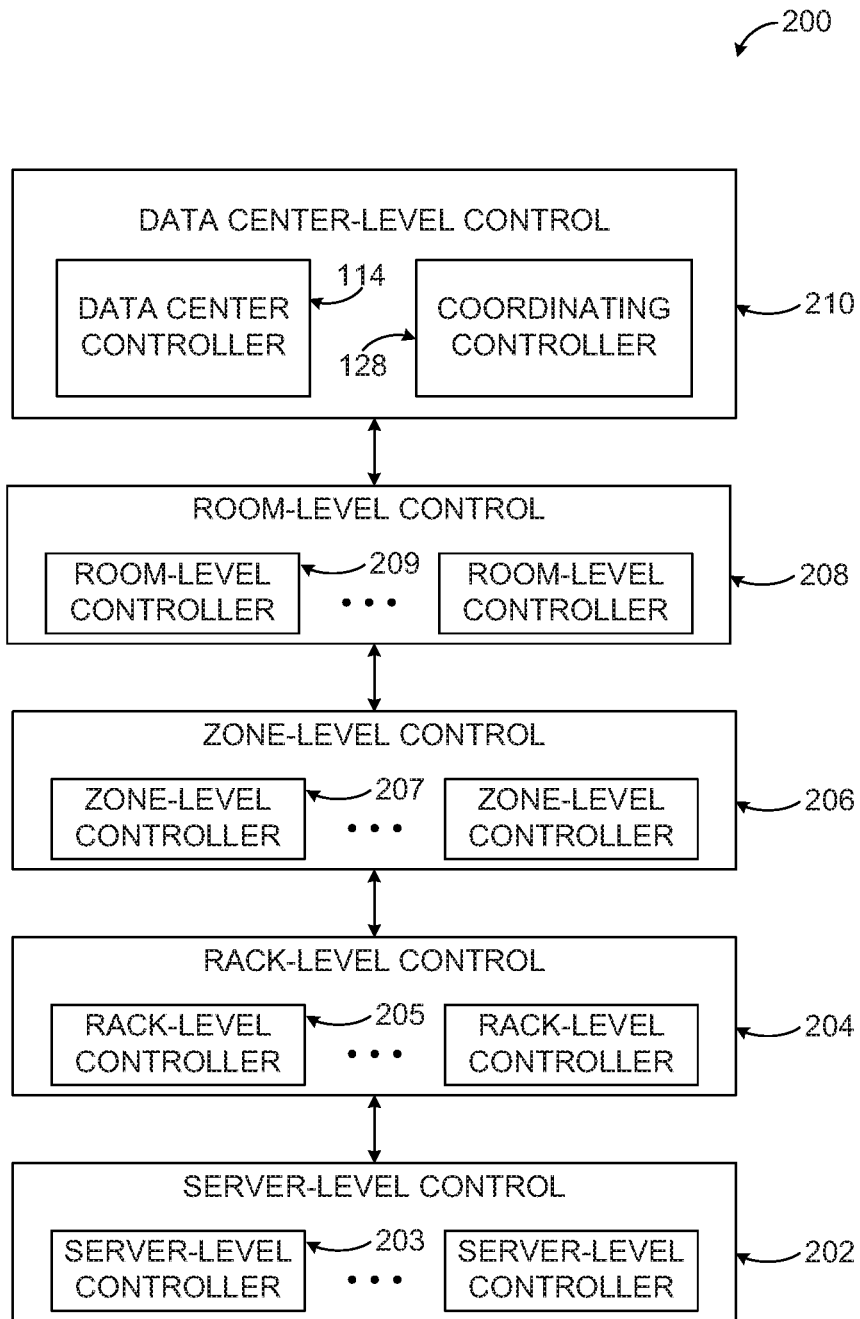 200
DATA CENTER-LEVEL CONTROL
DATA CENTER
CONTROLLER
114
128
COORDINATING
CONTROLLER
210
ROOM-LEVEL CONTROL
ROOM-LEVEL
CONTROLLER
209
• • •
ROOM-LEVEL
CONTROLLER
208
ZONE-LEVEL CONTROL
ZONE-LEVEL
CONTROLLER
207
• • •
ZONE-LEVEL
CONTROLLER
206
RACK-LEVEL CONTROL
RACK-LEVEL
CONTROLLER
205
• • •
RACK-LEVEL
CONTROLLER
204
SERVER-LEVEL CONTROL
SERVER-LEVEL
CONTROLLER
203
• • •
SERVER-LEVEL
CONTROLLER
202